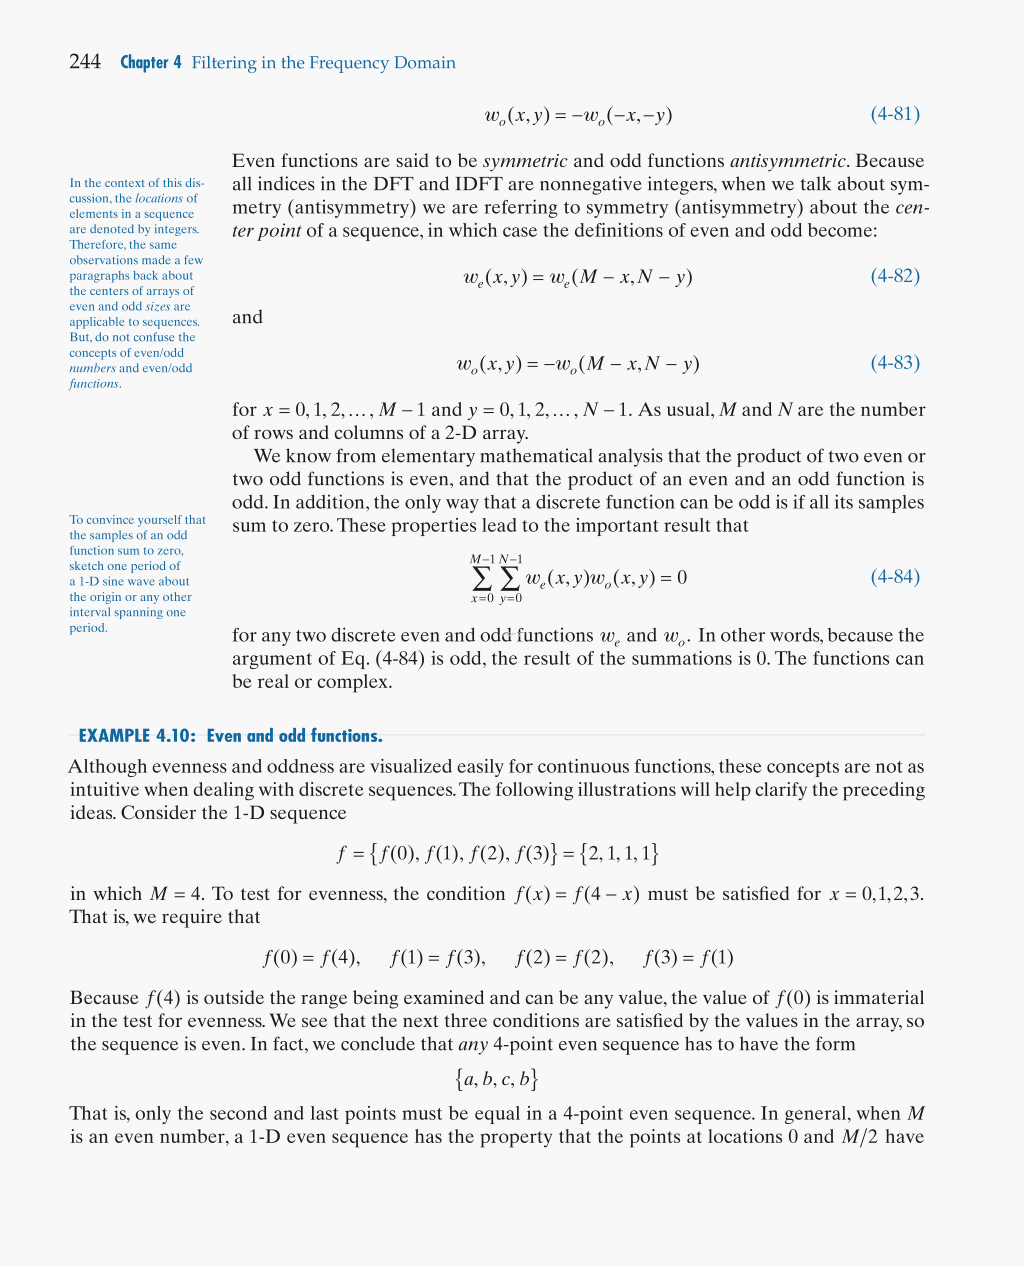 244 Chapter 4 Filtering in the Frequency Domain
wₒ(x, y) = −wₒ(−x, −y) (4-81)
Even functions are said to be symmetric and odd functions antisymmetric. Because
all indices in the DFT and IDFT are nonnegative integers, when we talk about sym-
metry (antisymmetry) we are referring to symmetry (antisymmetry) about the cen-
ter point of a sequence, in which case the definitions of even and odd become:
In the context of this dis-
cussion, the locations of
elements in a sequence
are denoted by integers.
Therefore, the same
observations made a few
paragraphs back about
the centers of arrays of
even and odd sizes are
applicable to sequences.
But, do not confuse the
concepts of even/odd
numbers and even/odd
functions.
wₑ(x, y) = wₑ(M − x, N − y) (4-82)
and
wₒ(x, y) = −wₒ(M − x, N − y) (4-83)
for x = 0, 1, 2, …, M − 1 and y = 0, 1, 2, …, N − 1. As usual, M and N are the number
of rows and columns of a 2-D array.
We know from elementary mathematical analysis that the product of two even or
two odd functions is even, and that the product of an even and an odd function is
odd. In addition, the only way that a discrete function can be odd is if all its samples
sum to zero. These properties lead to the important result that
To convince yourself that
the samples of an odd
function sum to zero,
sketch one period of
a 1-D sine wave about
the origin or any other
interval spanning one
period.
M−1 N−1
∑ ∑ wₑ(x, y)wₒ(x, y) = 0 (4-84)
x=0 y=0
for any two discrete even and odd functions wₑ and wₒ. In other words, because the
argument of Eq. (4-84) is odd, the result of the summations is 0. The functions can
be real or complex.
EXAMPLE 4.10: Even and odd functions.
Although evenness and oddness are visualized easily for continuous functions, these concepts are not as
intuitive when dealing with discrete sequences. The following illustrations will help clarify the preceding
ideas. Consider the 1-D sequence
f = {f(0), f(1), f(2), f(3)} = {2, 1, 1, 1}
in which M = 4. To test for evenness, the condition f(x) = f(4 − x) must be satisfied for x = 0, 1, 2, 3.
That is, we require that
f(0) = f(4), f(1) = f(3), f(2) = f(2), f(3) = f(1)
Because f(4) is outside the range being examined and can be any value, the value of f(0) is immaterial
in the test for evenness. We see that the next three conditions are satisfied by the values in the array, so
the sequence is even. In fact, we conclude that any 4-point even sequence has to have the form
{a, b, c, b}
That is, only the second and last points must be equal in a 4-point even sequence. In general, when M
is an even number, a 1-D even sequence has the property that the points at locations 0 and M/2 have